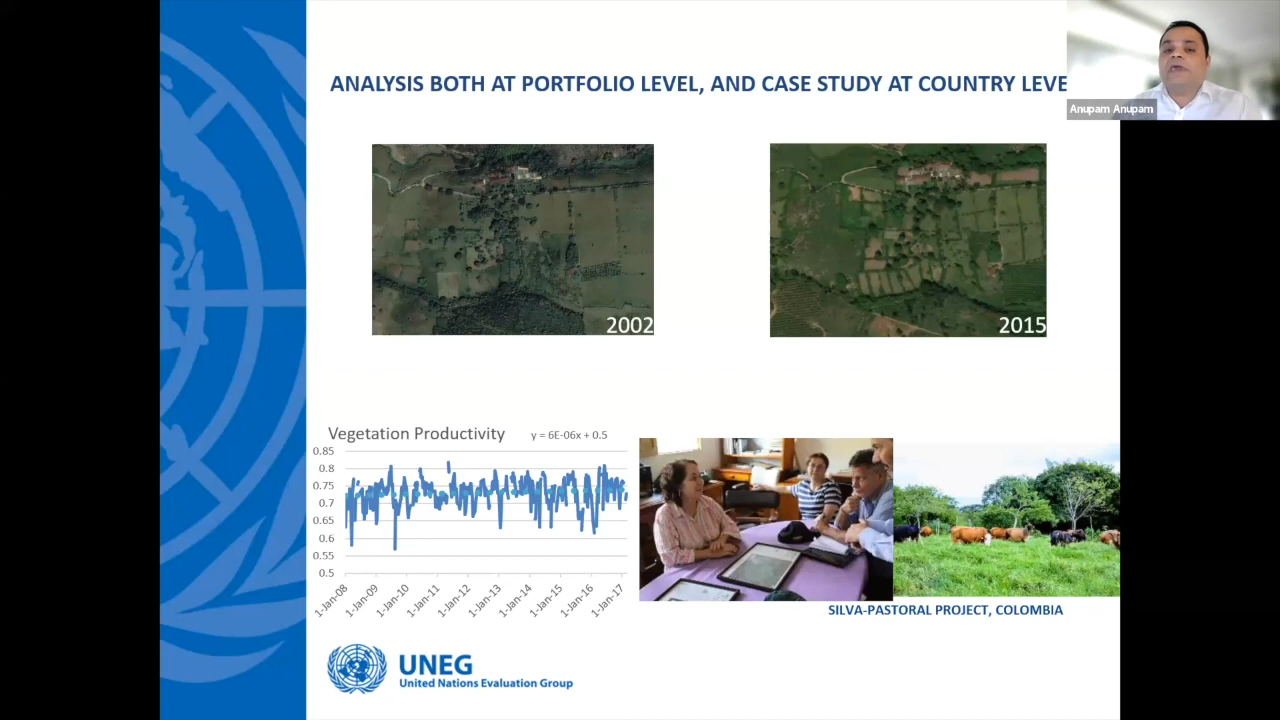 ANALYSIS BOTH AT PORTFOLIO LEVEL, AND CASE STUDY AT COUNTRY LEVE
Anupam Anupam
2002
2015
Vegetation Productivity
y = 6E-06x + 0.5
0.85
0.8
0.75
0.7
0.65
0.6
0.55
0.5
1-Jan-08
1-Jan-09
1-Jan-10
1-Jan-11
1-Jan-12
1-Jan-13
1-Jan-14
1-Jan-15
1-Jan-16
1-Jan-17
SILVA-PASTORAL PROJECT, COLOMBIA
UNEG
United Nations Evaluation Group